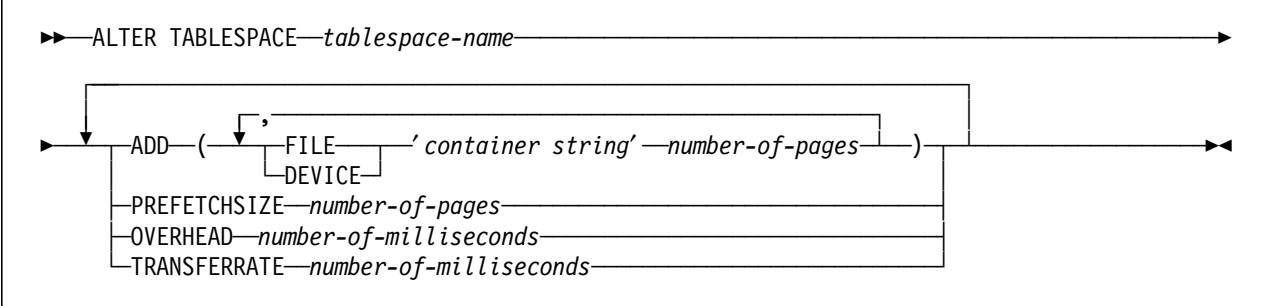 ALTER TABLESPACE tablespace-name
,
ADD ( FILE 'container string' number-of-pages )
DEVICE
PREFETCHSIZE number-of-pages
OVERHEAD number-of-milliseconds
TRANSFERRATE number-of-milliseconds